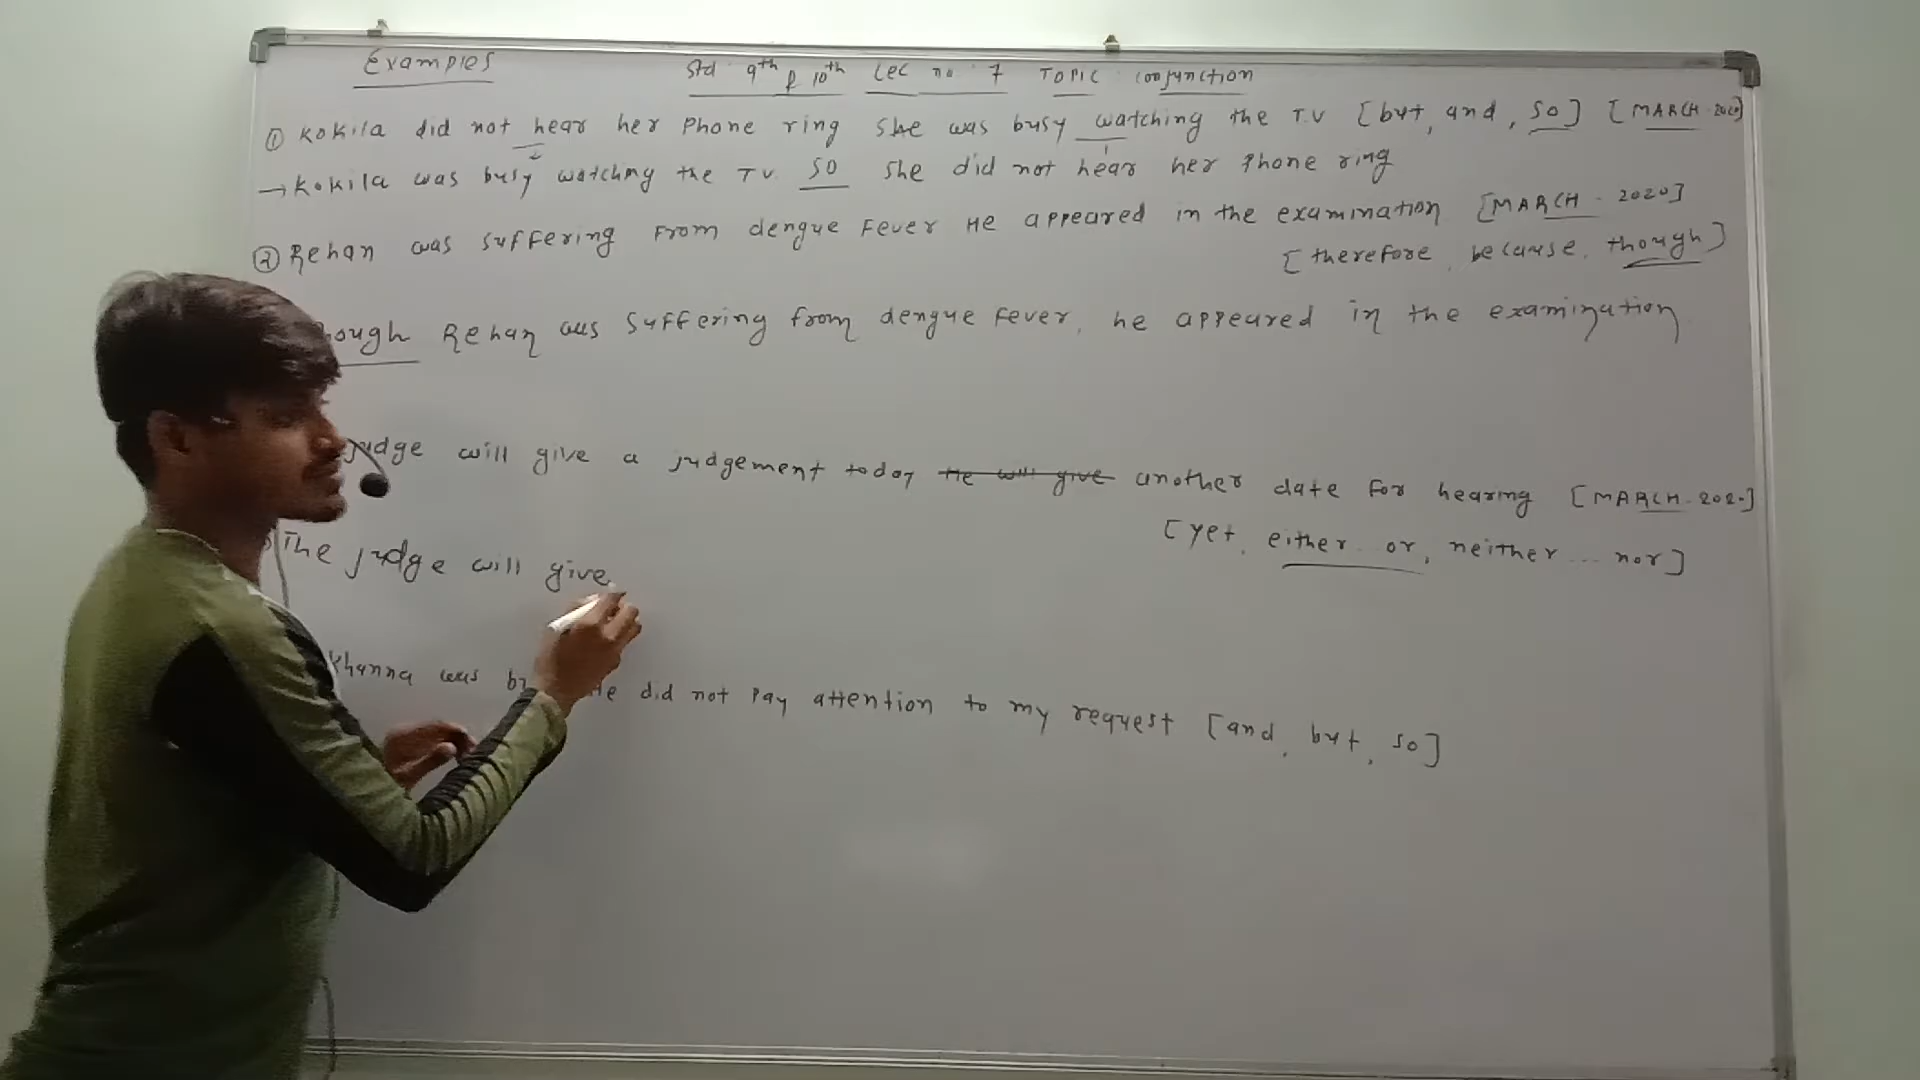 Examples
Std 9th & 10th Lec no 7 Topic conjunction
① Kokila did not hear her phone ring She was busy watching the T.V [but, and, so] [MARCH 2020]
→ Kokila was busy watching the T.V. so she did not hear her phone ring
② Rehan was suffering From dengue Fever He appeared in the examination [MARCH - 2020]
[therefore, because, though]
ough Rehan was suffering from dengue fever, he appeared in the examination
judge will give a judgement today He will give another date for hearing [MARCH - 202
[yet, either .. or, neither ... nor]
The judge will give
Khanna was he did not pay attention to my request [and, but, so]